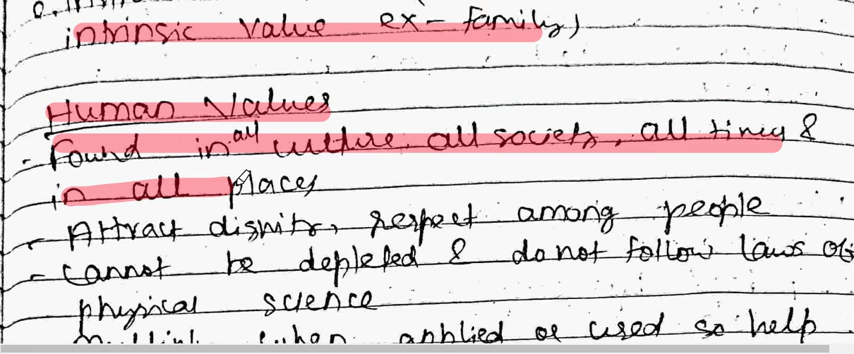 intrinsic value ex- family)
Human Values
- Found in all culture, all society, all times &
in all places
- Attract dignity, respect among people
- cannot be depleted & do not follow laws of
physical science
when applied or used so help